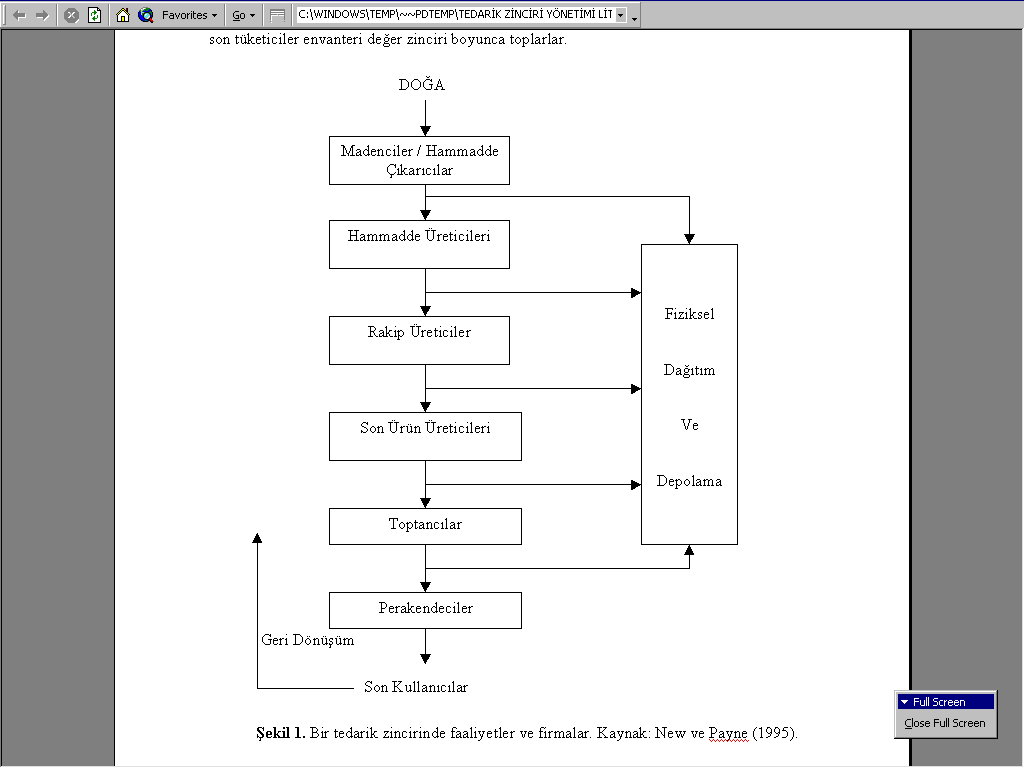 Favorites
Go
C:\WINDOWS\TEMP\~~PDTEMP\TEDARİK ZİNCİRİ YÖNETİMİ LİT
son tüketiciler envanteri değer zinciri boyunca toplarlar.
DOĞA
Madenciler / Hammadde
Çıkarıcılar
Hammadde Üreticileri
Rakip Üreticiler
Son Ürün Üreticileri
Toptancılar
Perakendeciler
Fiziksel
Dağıtım
Ve
Depolama
Geri Dönüşüm
Son Kullanıcılar
Full Screen
Close Full Screen
Şekil 1. Bir tedarik zincirinde faaliyetler ve firmalar. Kaynak: New ve Payne (1995).